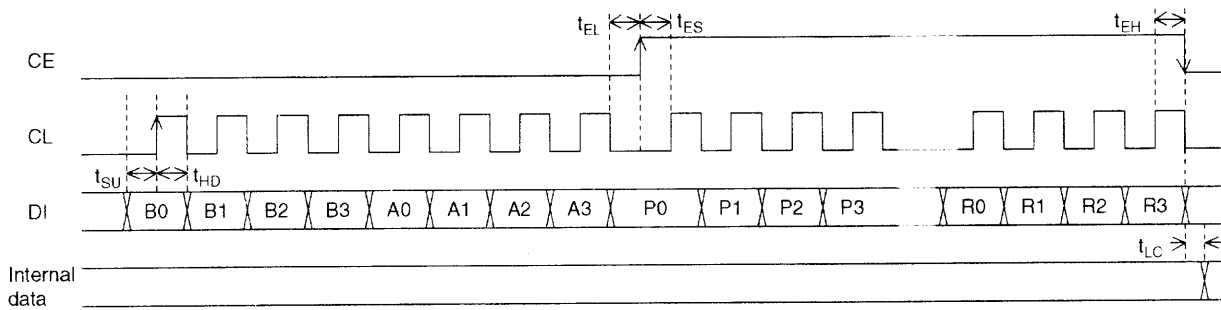 tEL tES tEH
CE
CL
tSU tHD
DI B0 B1 B2 B3 A0 A1 A2 A3 P0 P1 P2 P3 R0 R1 R2 R3
tLC
Internal
data